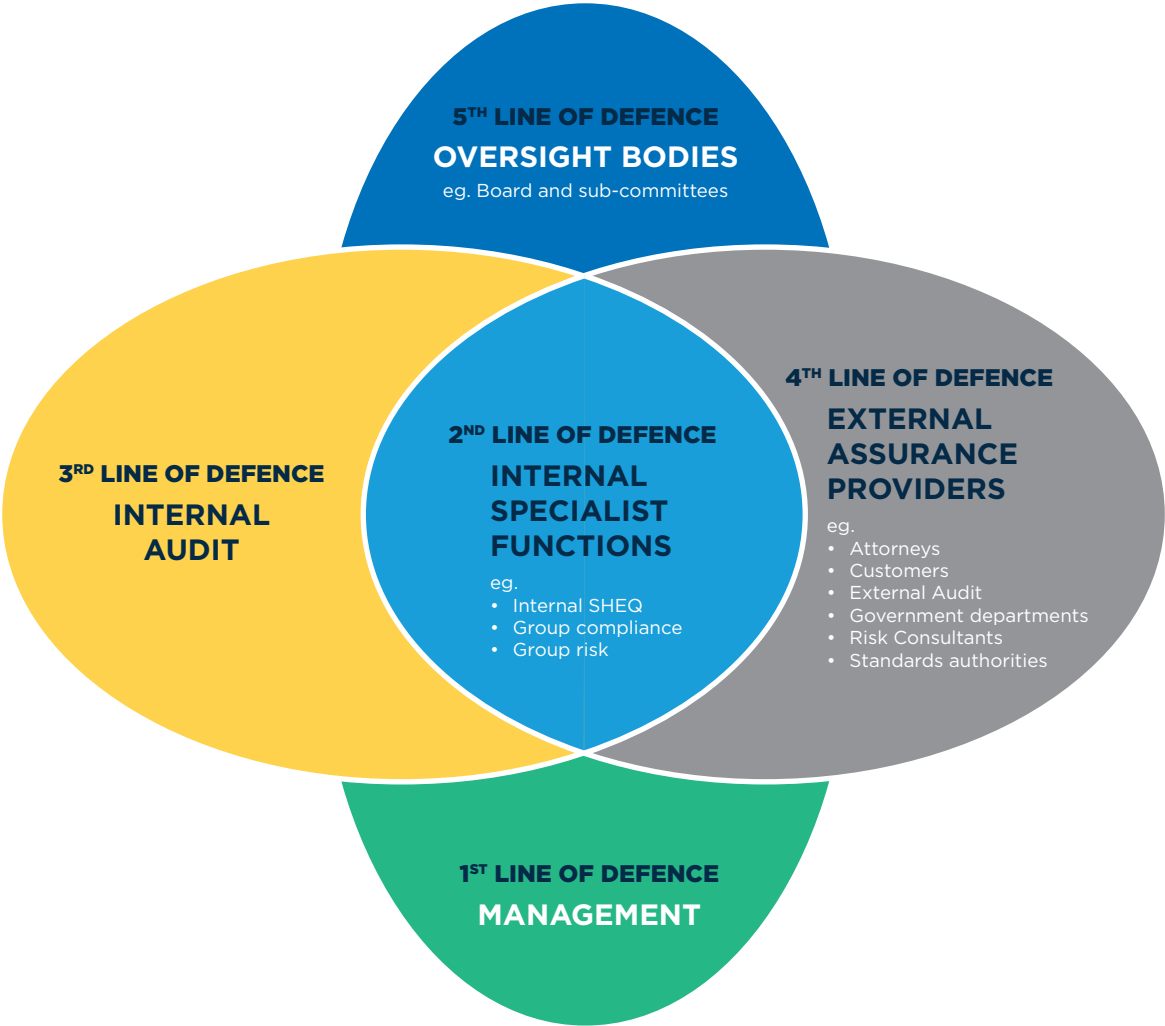 5TH LINE OF DEFENCE
OVERSIGHT BODIES
eg. Board and sub-committees
3RD LINE OF DEFENCE
INTERNAL
AUDIT
2ND LINE OF DEFENCE
INTERNAL
SPECIALIST
FUNCTIONS
eg.
• Internal SHEQ
• Group compliance
• Group risk
4TH LINE OF DEFENCE
EXTERNAL
ASSURANCE
PROVIDERS
eg.
• Attorneys
• Customers
• External Audit
• Government departments
• Risk Consultants
• Standards authorities
1ST LINE OF DEFENCE
MANAGEMENT